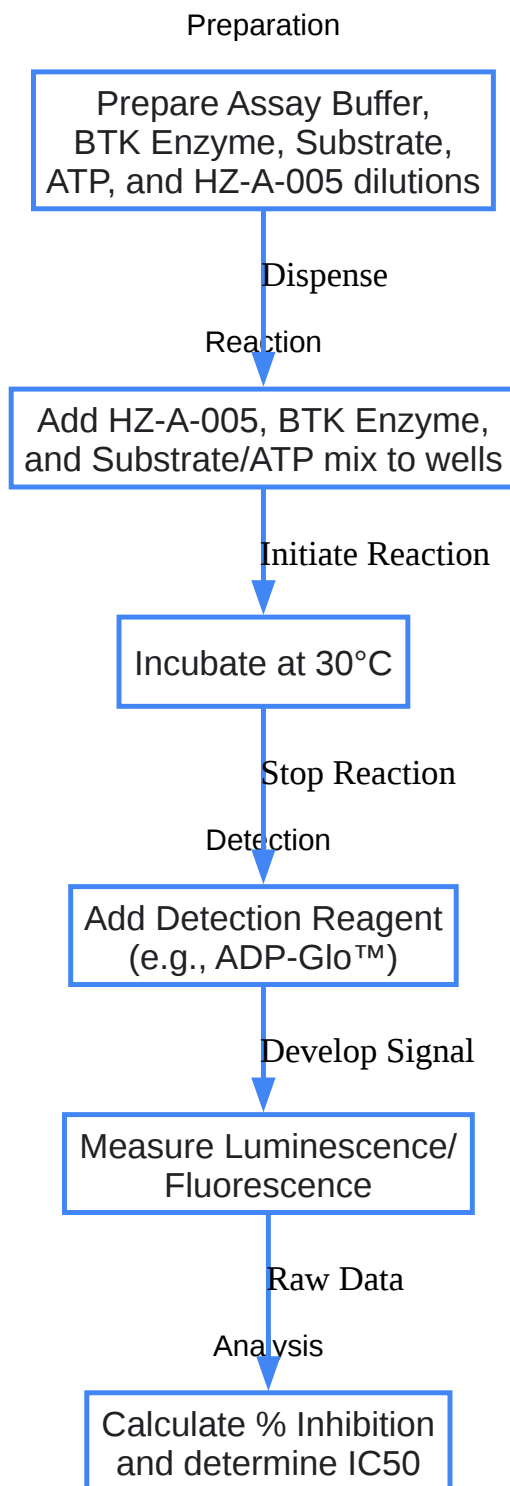 Preparation
Prepare Assay Buffer,
BTK Enzyme, Substrate,
ATP, and HZ-A-005 dilutions
Dispense
Reaction
Add HZ-A-005, BTK Enzyme,
and Substrate/ATP mix to wells
Initiate Reaction
Incubate at 30°C
Stop Reaction
Detection
Add Detection Reagent
(e.g., ADP-Glo™)
Develop Signal
Measure Luminescence/
Fluorescence
Raw Data
Analysis
Calculate % Inhibition
and determine IC50